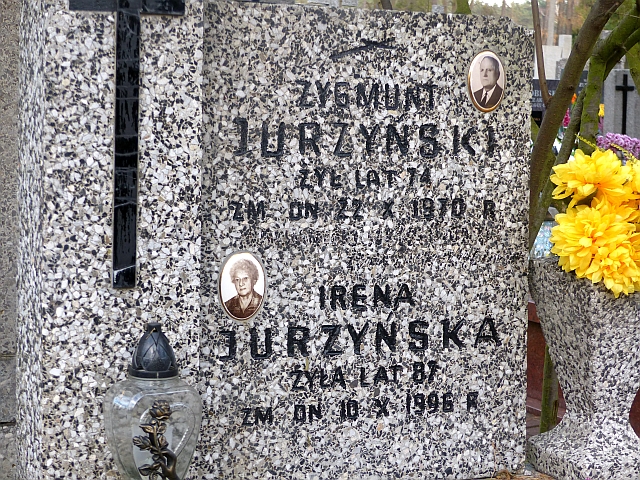 ZYGMUNT
JURZYŃSKI
ŻYŁ LAT 74
ZM DN 22 X 1970 R
IRENA
JURZYŃSKA
ŻYŁA LAT 87
ZM DN 10 X 1996 R